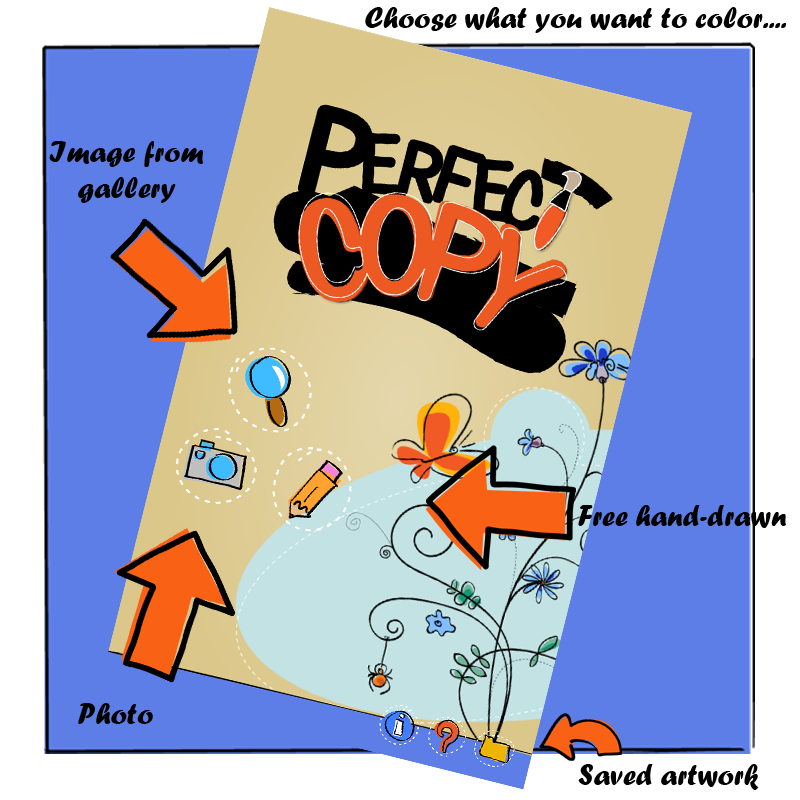 Choose what you want to color....
Image from
gallery
PERFECT
COPY
Free hand-drawn
Photo
i
?
Saved artwork